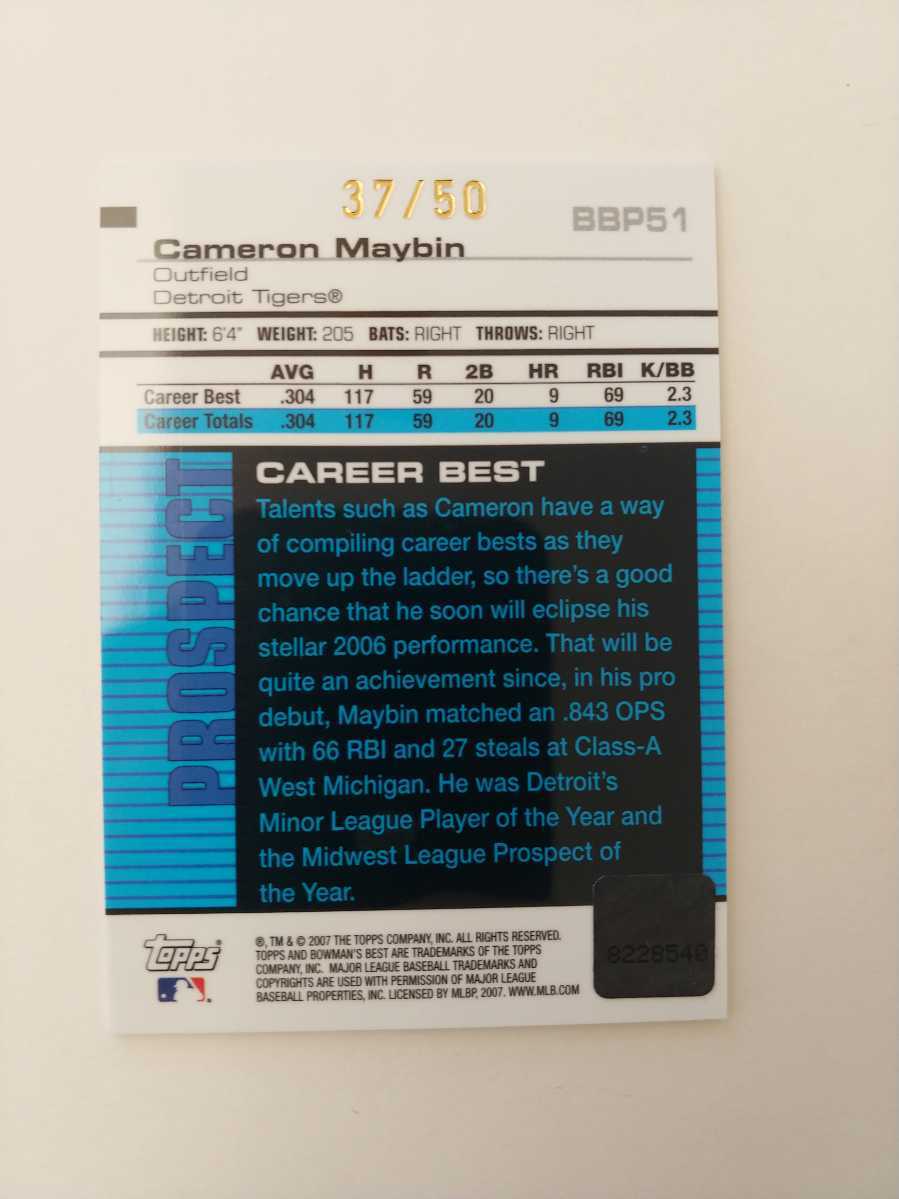 37/50
BBP51
Cameron Maybin
Outfield
Detroit Tigers®
HEIGHT: 6'4" WEIGHT: 205 BATS: RIGHT THROWS: RIGHT
AVG H R 2B HR RBI K/BB
Career Best .304 117 59 20 9 69 2.3
Career Totals .304 117 59 20 9 69 2.3
PROSPECT
CAREER BEST
Talents such as Cameron have a way
of compiling career bests as they
move up the ladder, so there's a good
chance that he soon will eclipse his
stellar 2006 performance. That will be
quite an achievement since, in his pro
debut, Maybin matched an .843 OPS
with 66 RBI and 27 steals at Class-A
West Michigan. He was Detroit's
Minor League Player of the Year and
the Midwest League Prospect of
the Year.
topps®
®, TM & © 2007 THE TOPPS COMPANY, INC. ALL RIGHTS RESERVED.
TOPPS AND BOWMAN'S BEST ARE TRADEMARKS OF THE TOPPS
COMPANY, INC. MAJOR LEAGUE BASEBALL TRADEMARKS AND
COPYRIGHTS ARE USED WITH PERMISSION OF MAJOR LEAGUE
BASEBALL PROPERTIES, INC. LICENSED BY MLBP, 2007. WWW.MLB.COM